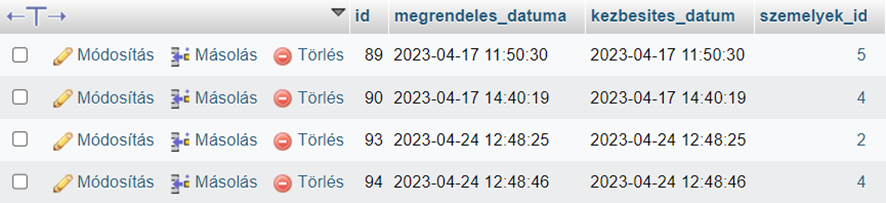 id megrendeles_datuma kezbesites_datum szemelyek_id
Módosítás Másolás Törlés 89 2023-04-17 11:50:30 2023-04-17 11:50:30 5
Módosítás Másolás Törlés 90 2023-04-17 14:40:19 2023-04-17 14:40:19 4
Módosítás Másolás Törlés 93 2023-04-24 12:48:25 2023-04-24 12:48:25 2
Módosítás Másolás Törlés 94 2023-04-24 12:48:46 2023-04-24 12:48:46 4